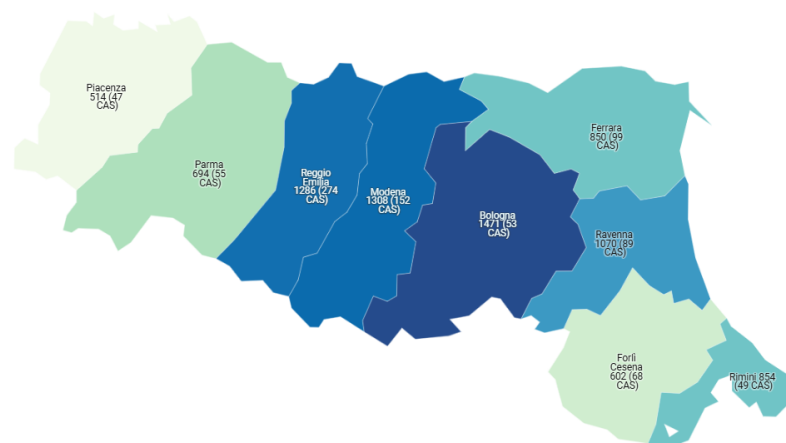 Piacenza
514 (47
CAS)
Parma
694 (55
CAS)
Reggio
Emilia
1286 (274
CAS)
Modena
1308 (152
CAS)
Bologna
1471 (53
CAS)
Ferrara
850 (99
CAS)
Ravenna
1070 (89
CAS)
Forlì
Cesena
602 (68
CAS)
Rimini 854
(49 CAS)